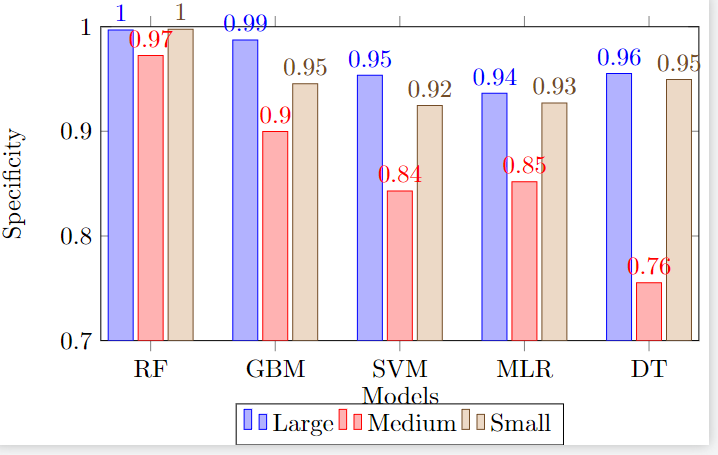 1 0.97 1 0.99 0.9 0.95 0.95 0.84 0.92 0.94 0.85 0.93 0.96 0.76 0.95
1
0.9
0.8
0.7
Specificity
RF GBM SVM MLR DT
Models
Large Medium Small